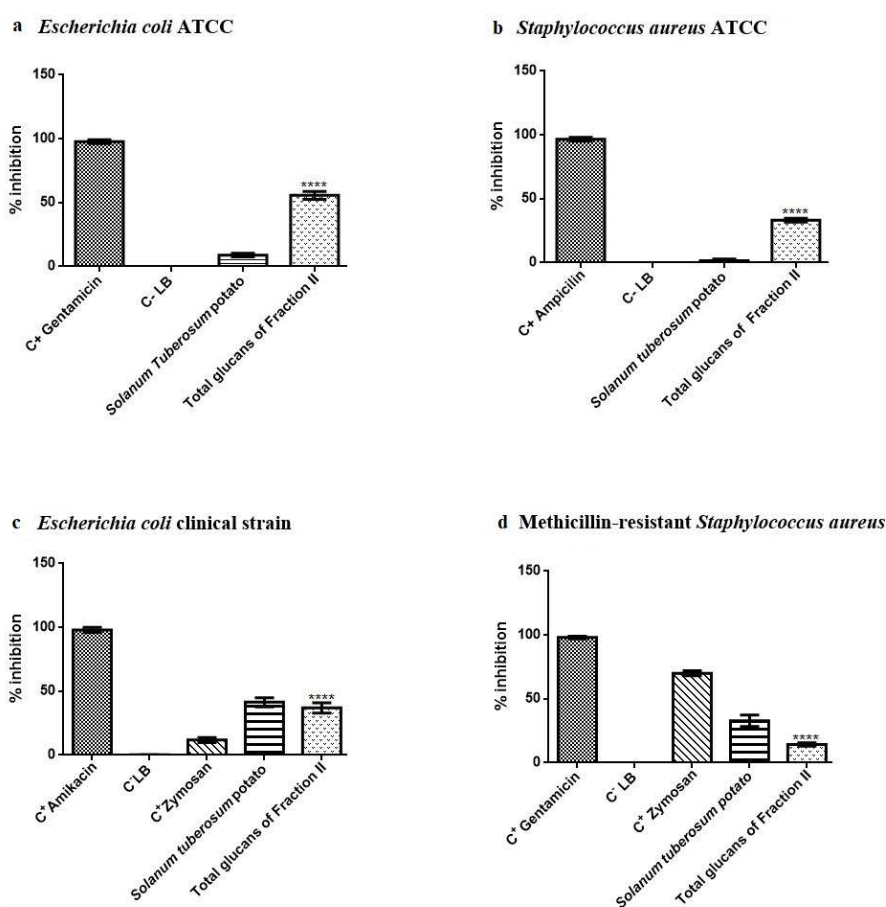 a Escherichia coli ATCC
% inhibition
150
100
50
0
****
C+ Gentamicin
C- LB
Solanum Tuberosum potato
Total glucans of Fraction II
b Staphylococcus aureus ATCC
% inhibition
150
100
50
0
****
C+ Ampicilin
C- LB
Solanum tuberosum potato
Total glucans of Fraction II
c Escherichia coli clinical strain
% inhibition
150
100
50
0
****
C+ Amikacin
C-LB
C+ Zymosan
Solanum tuberosum potato
Total glucans of Fraction II
d Methicillin-resistant Staphylococcus aureus
% inhibition
150
100
50
0
****
C+ Gentamicin
C- LB
C+ Zymosan
Solanum tuberosum potato
Total glucans of Fraction II